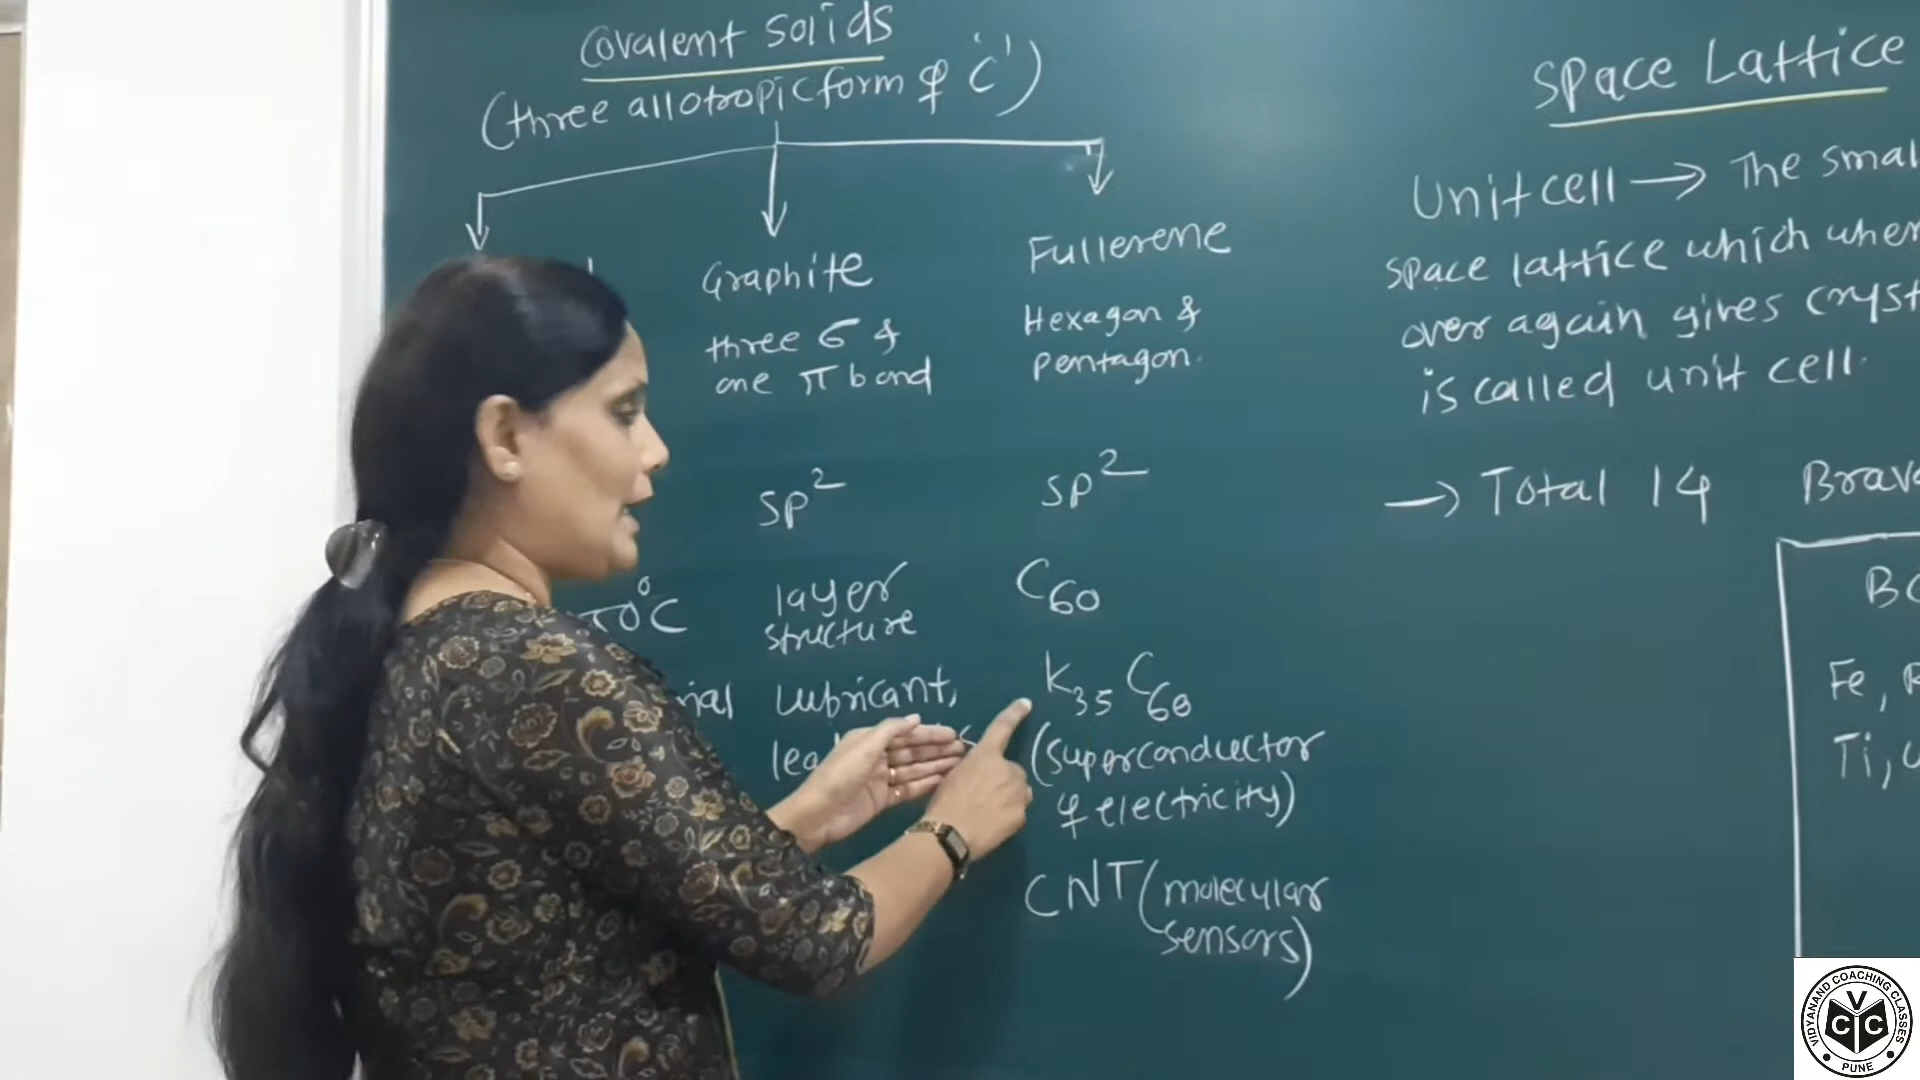 Covalent Solids
(three allotropic form of 'C')
Graphite
three σ &
one π bond
sp²
layer
structure
lubricant,
Fullerene
Hexagon &
pentagon.
sp²
C₆₀
K₃₅ C₆₀
(superconductor
of electricity)
CNT (molecular
sensors)
°C
Space Lattice
Unit cell → The smal
space lattice which when
over again gives cryst
is called unit cell.
→ Total 14 Brav
BC
Fe,
Ti,
VIDYANAND COACHING CLASSES
VCC
PUNE